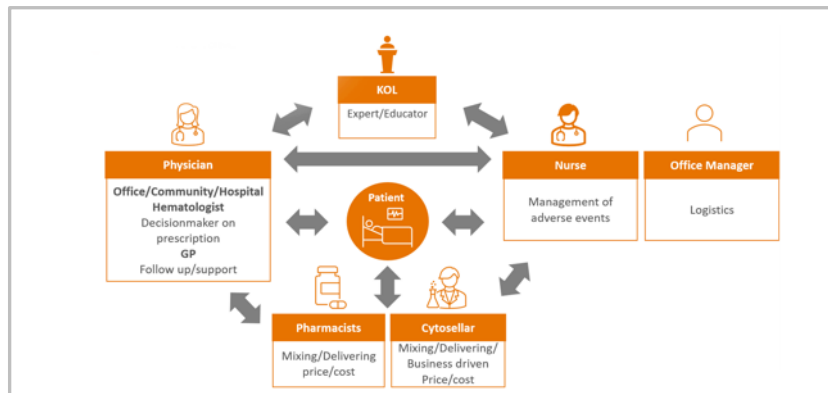 KOL
Expert/Educator
Physician
Office/Community/Hospital
Hematologist
Decisionmaker on
prescription
GP
Follow up/support
Patient
Nurse
Management of
adverse events
Office Manager
Logistics
Pharmacists
Mixing/Delivering
price/cost
Cytosellar
Mixing/Delivering/
Business driven
Price/cost